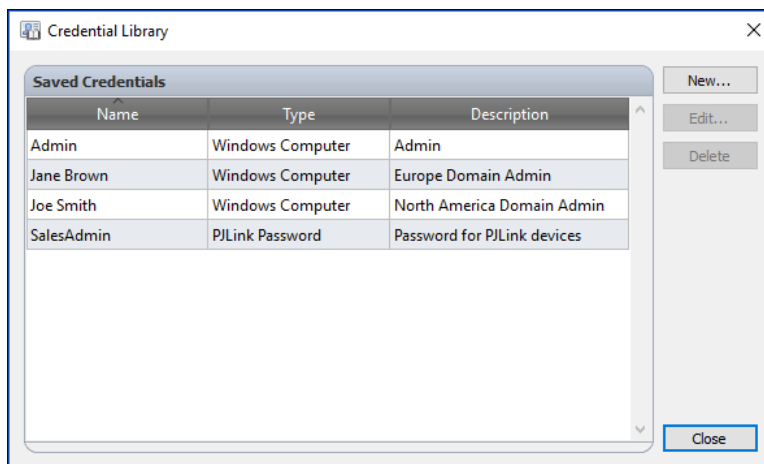 Credential Library
Saved Credentials
New...
Name Type Description
Edit...
Admin Windows Computer Admin
Delete
Jane Brown Windows Computer Europe Domain Admin
Joe Smith Windows Computer North America Domain Admin
SalesAdmin PJLink Password Password for PJLink devices
Close